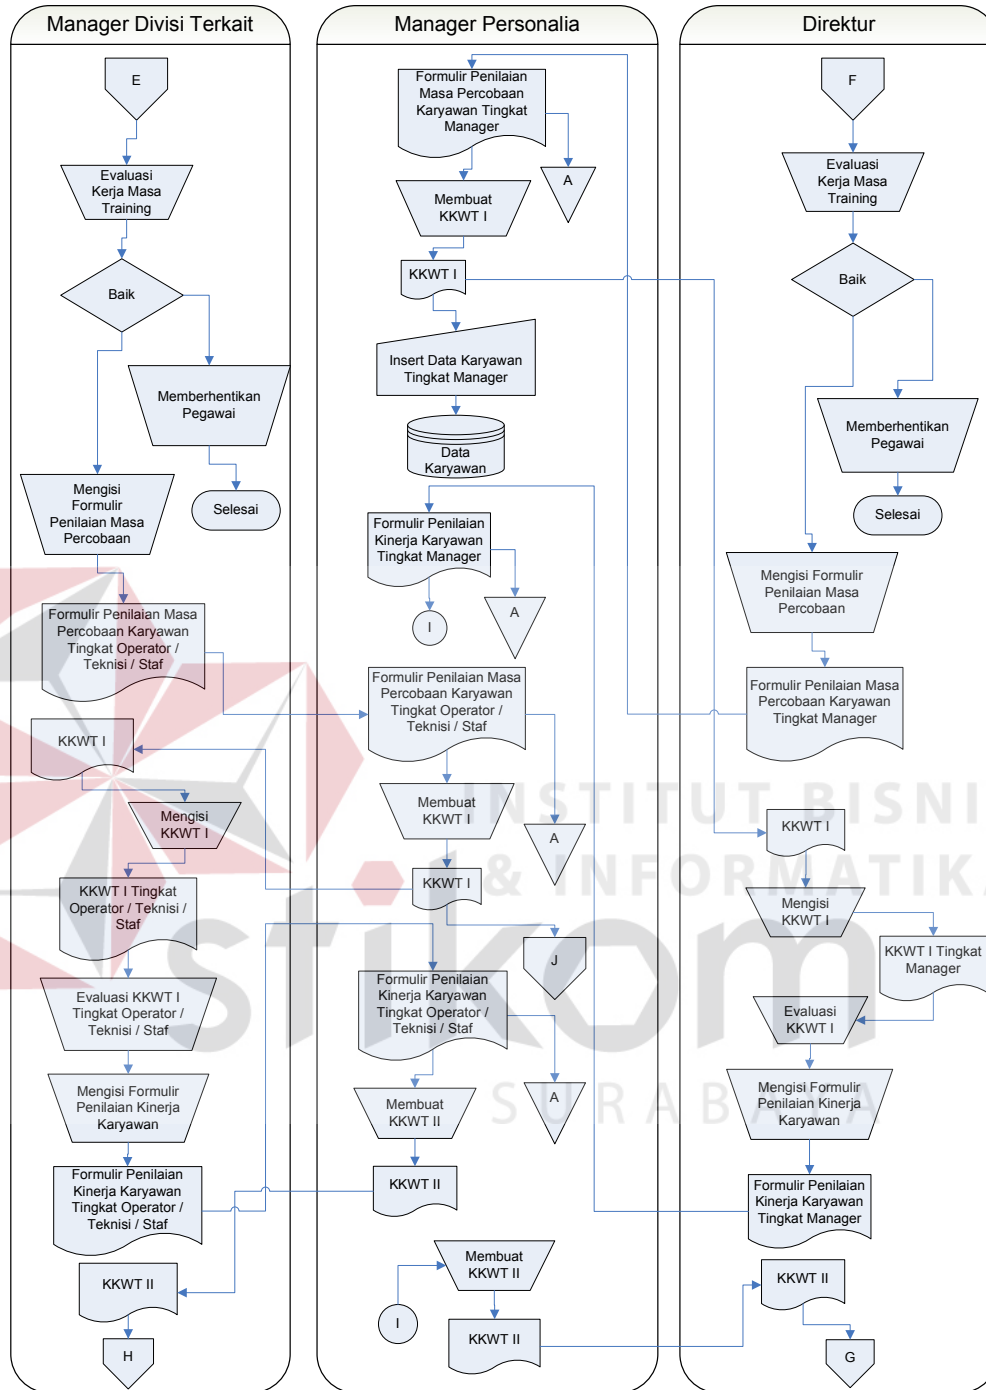 Manager Divisi Terkait
E
Evaluasi
Kerja Masa
Training
Baik
Memberhentikan
Pegawai
Selesai
Mengisi
Formulir
Penilaian Masa
Percobaan
Formulir Penilaian Masa
Percobaan Karyawan
Tingkat Operator /
Teknisi / Staf
KKWT I
Mengisi
KKWT I
KKWT I Tingkat
Operator / Teknisi /
Staf
Evaluasi KKWT I
Tingkat Operator /
Teknisi / Staf
Mengisi Formulir
Penilaian Kinerja
Karyawan
Formulir Penilaian
Kinerja Karyawan
Tingkat Operator /
Teknisi / Staf
KKWT II
H
Manager Personalia
Formulir Penilaian
Masa Percobaan
Karyawan Tingkat
Manager
A
Membuat
KKWT I
KKWT I
Insert Data Karyawan
Tingkat Manager
Data
Karyawan
Formulir Penilaian
Kinerja Karyawan
Tingkat Manager
I
A
Formulir Penilaian Masa
Percobaan Karyawan
Tingkat Operator /
Teknisi / Staf
Membuat
KKWT I
A
KKWT I
J
Formulir Penilaian
Kinerja Karyawan
Tingkat Operator /
Teknisi / Staf
A
Membuat
KKWT II
KKWT II
Membuat
KKWT II
I
KKWT II
Direktur
F
Evaluasi
Kerja Masa
Training
Baik
Memberhentikan
Pegawai
Selesai
Mengisi Formulir
Penilaian Masa
Percobaan
Formulir Penilaian Masa
Percobaan Karyawan
Tingkat Manager
KKWT I
Mengisi
KKWT I
KKWT I Tingkat
Manager
Evaluasi
KKWT I
Mengisi Formulir
Penilaian Kinerja
Karyawan
Formulir Penilaian
Kinerja Karyawan
Tingkat Manager
KKWT II
G
INSTITUT BISNI
& INFORMATIKA
stikom
SURABAYA